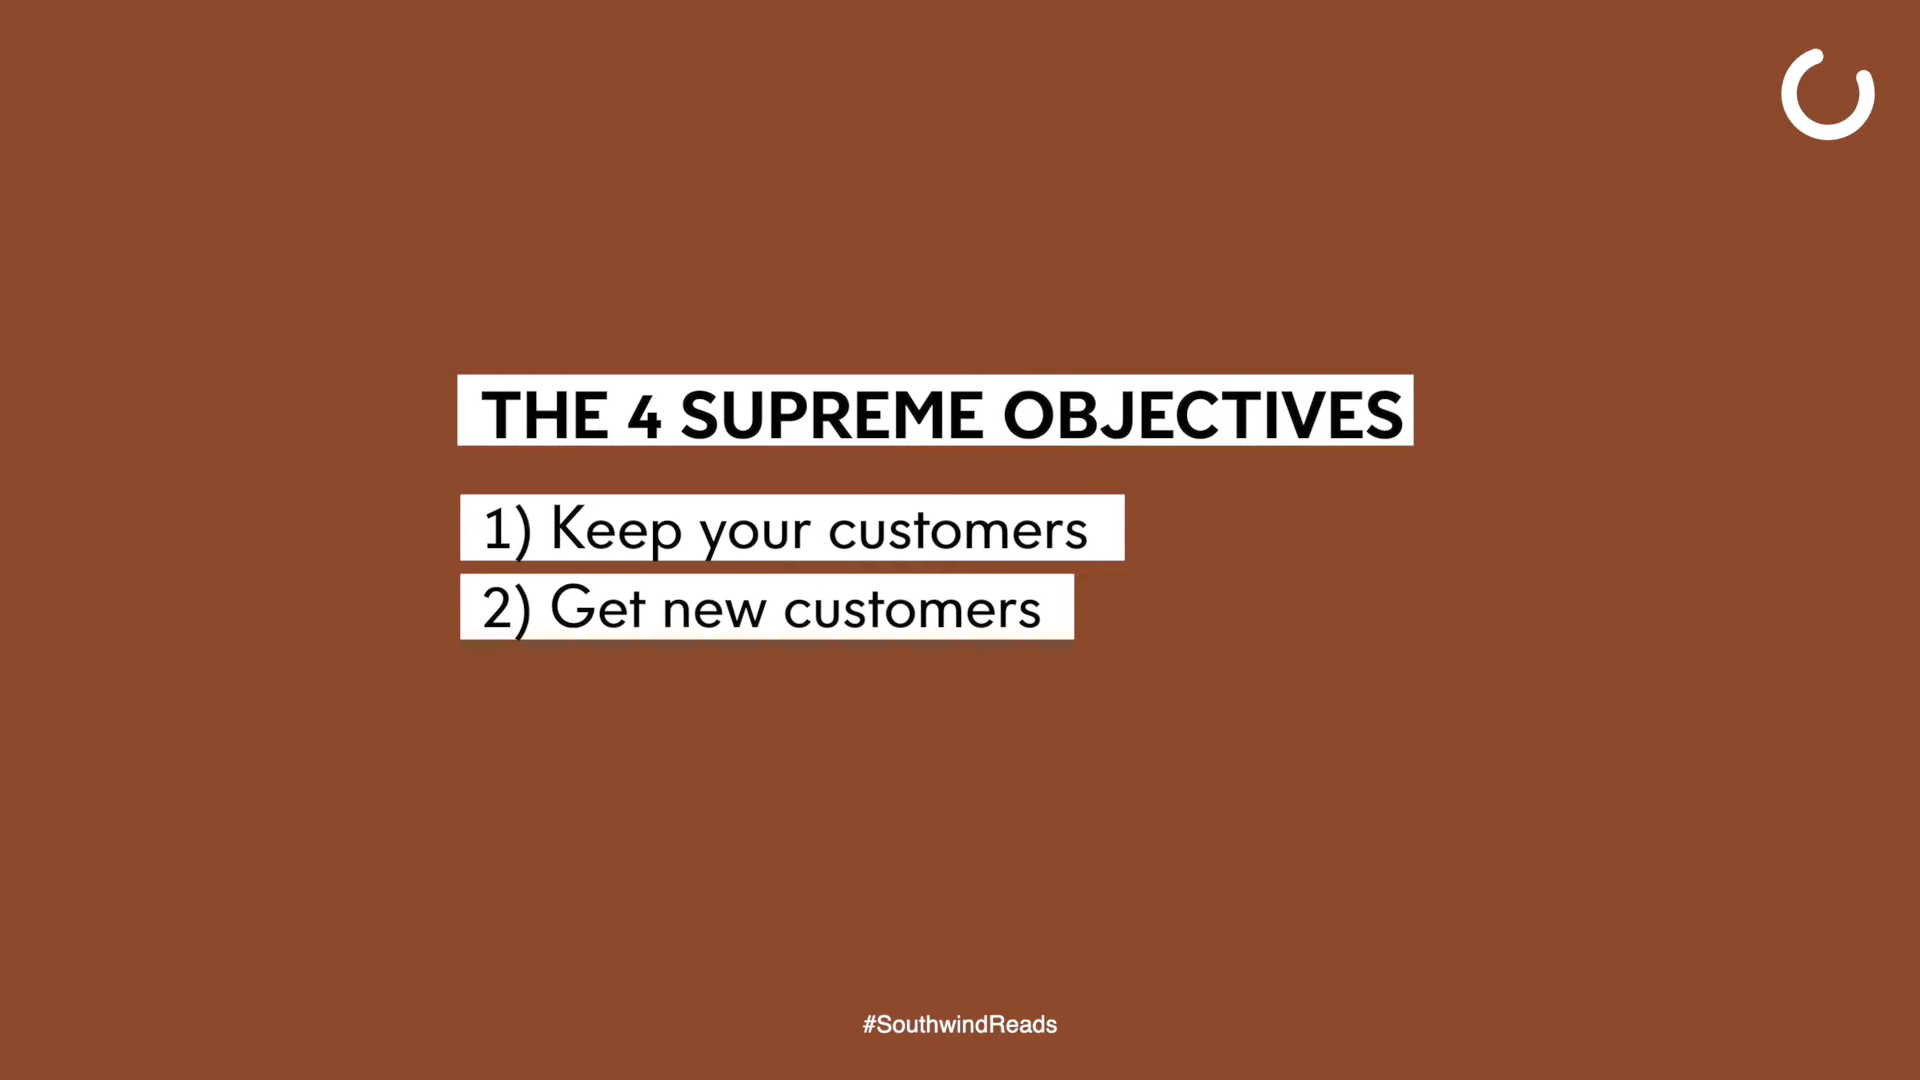 THE 4 SUPREME OBJECTIVES
1) Keep your customers
2) Get new customers
#SouthwindReads